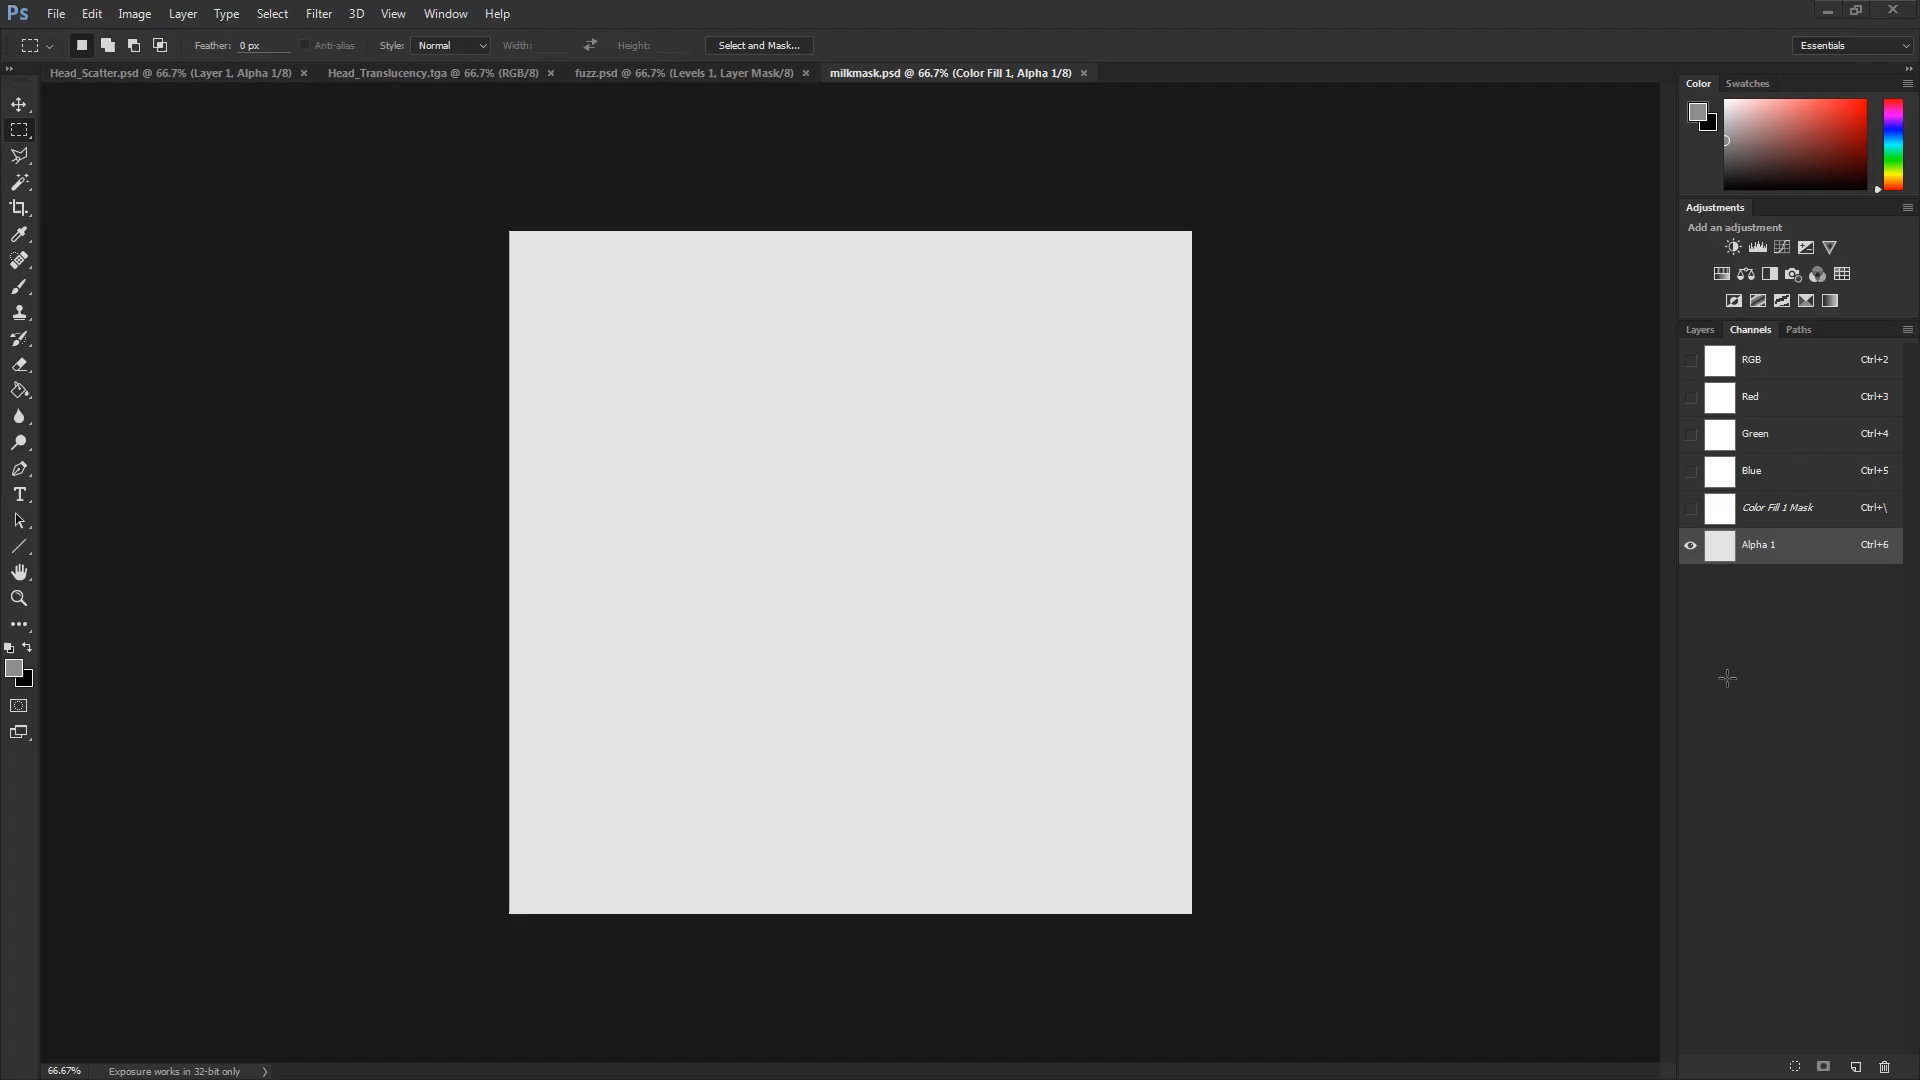 Ps File Edit Image Layer Type Select Filter 3D View Window Help
Feather: 0 px Anti-alias Style: Normal Width: Height: Select and Mask... Essentials
Head_Scatter.psd @ 66.7% (Layer 1, Alpha 1/8) Head_Translucency.tga @ 66.7% (RGB/8) fuzz.psd @ 66.7% (Levels 1, Layer Mask/8) milkmask.psd @ 66.7% (Color Fill 1, Alpha 1/8)
Color Swatches
Adjustments
Add an adjustment
Layers Channels Paths
RGB Ctrl+2
Red Ctrl+3
Green Ctrl+4
Blue Ctrl+5
Color Fill 1 Mask Ctrl+\
Alpha 1 Ctrl+6
66.67% Exposure works in 32-bit only